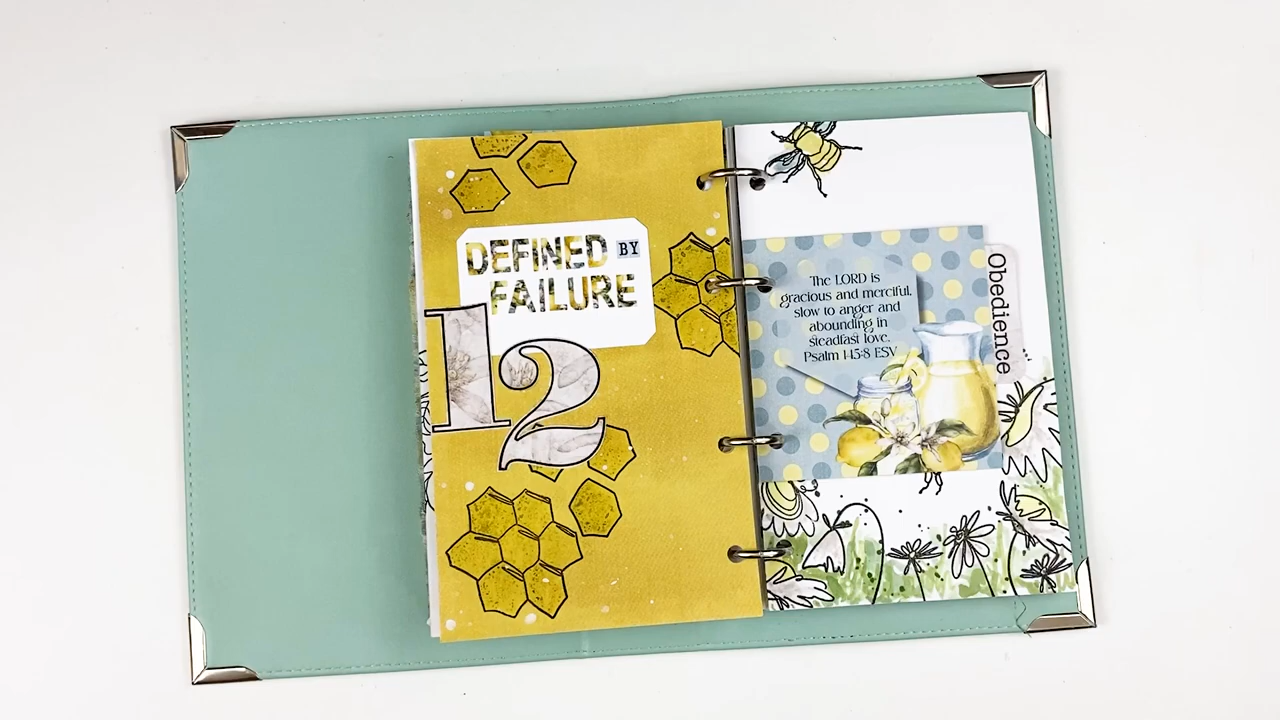 DEFINED BY
FAILURE
12
The LORD is
gracious and merciful,
slow to anger and
abounding in
steadfast love.
Psalm 145:8 ESV
Obedience